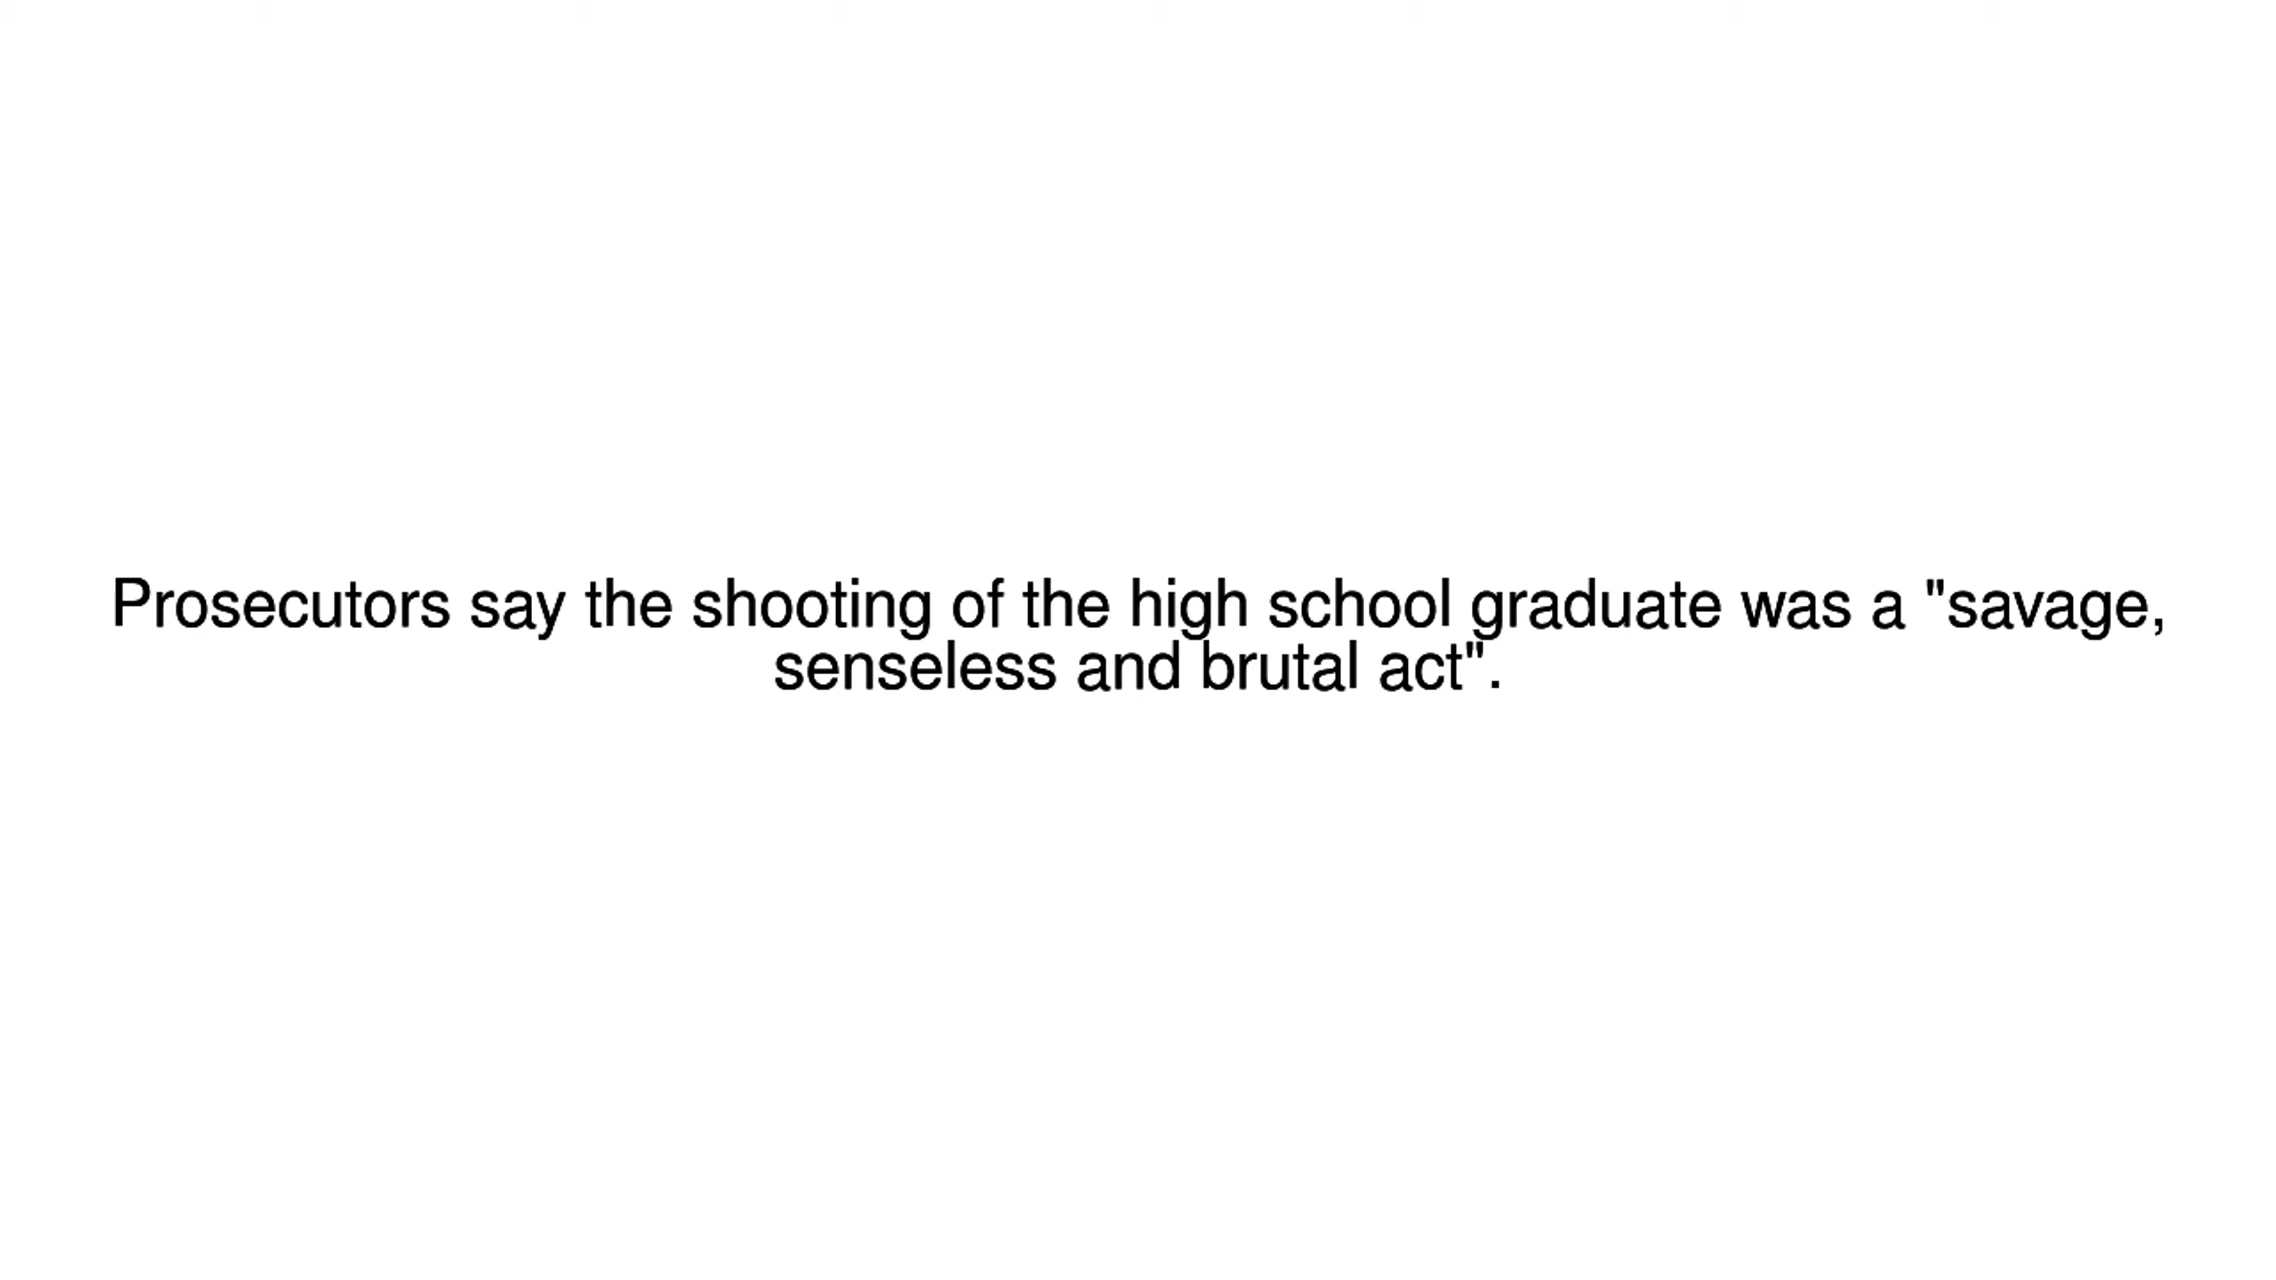 Prosecutors say the shooting of the high school graduate was a "savage,
senseless and brutal act".